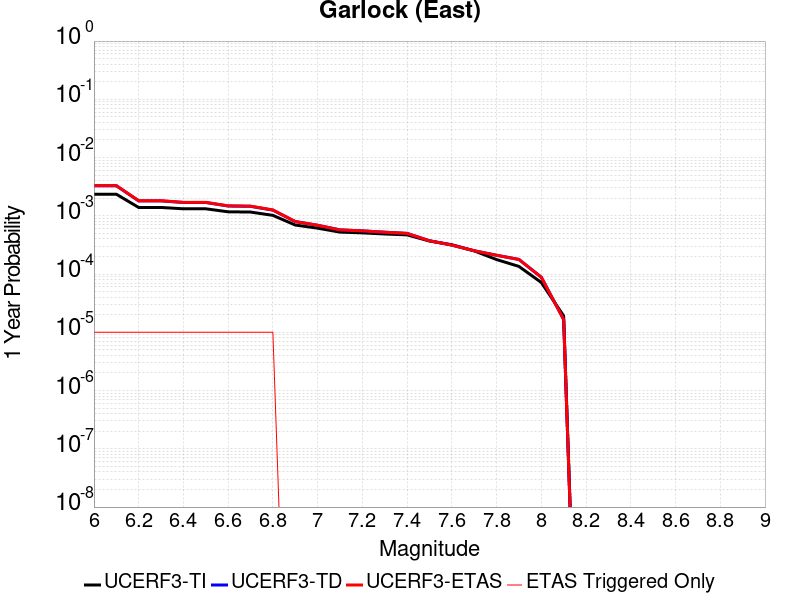 Garlock (East)
10^0
10^-1
10^-2
10^-3
10^-4
10^-5
10^-6
10^-7
10^-8
1 Year Probability
6 6.2 6.4 6.6 6.8 7 7.2 7.4 7.6 7.8 8 8.2 8.4 8.6 8.8 9
Magnitude
UCERF3-TI UCERF3-TD UCERF3-ETAS ETAS Triggered Only